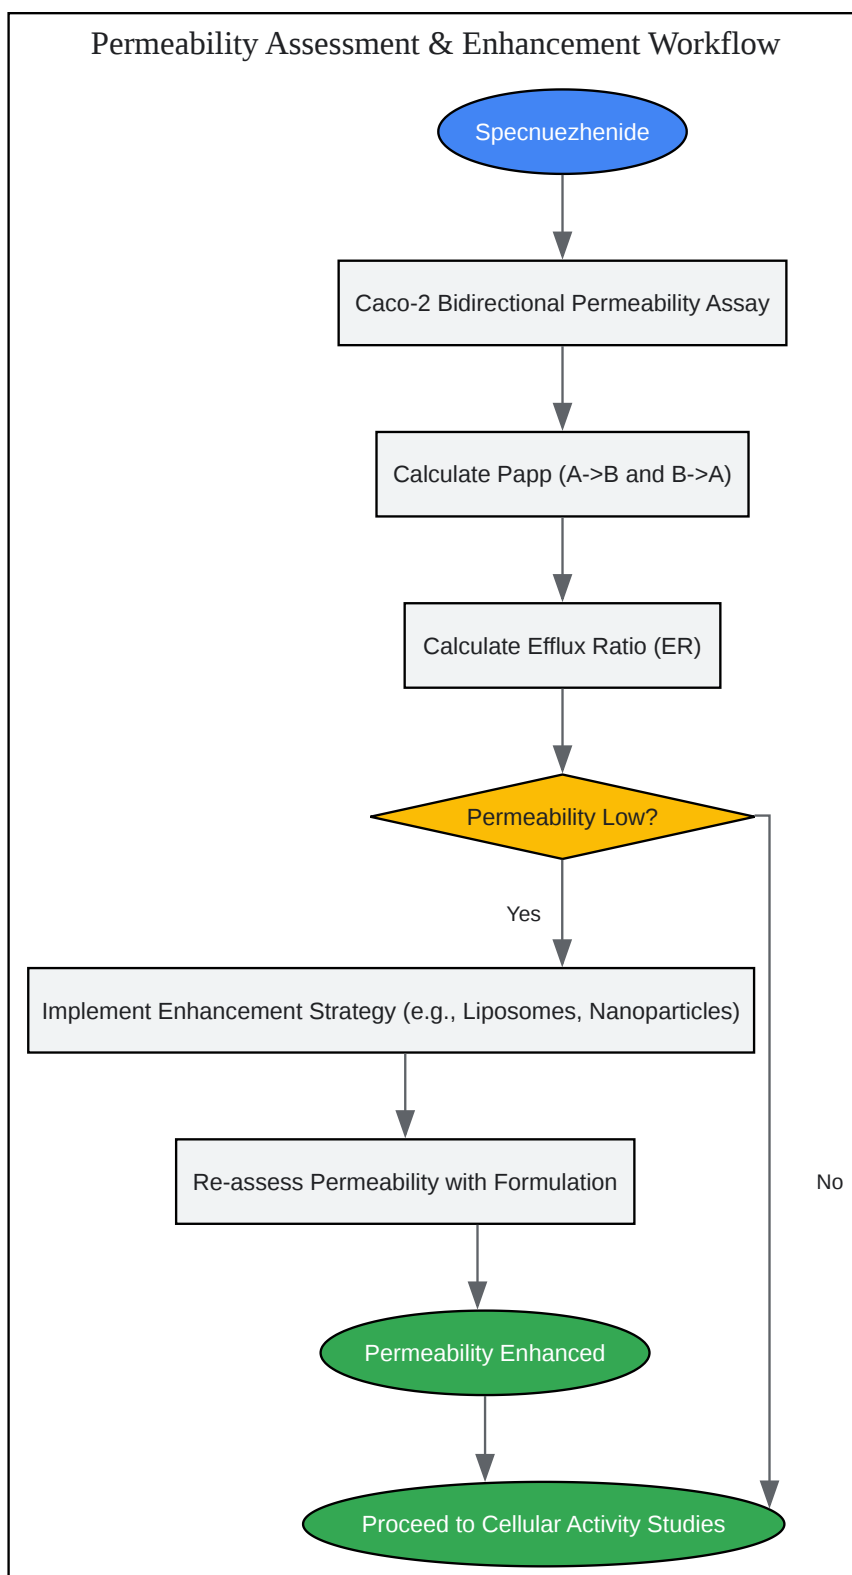 Permeability Assessment & Enhancement Workflow
Specnuezhenide
Caco-2 Bidirectional Permeability Assay
Calculate Papp (A->B and B->A)
Calculate Efflux Ratio (ER)
Permeability Low?
Yes
Implement Enhancement Strategy (e.g., Liposomes, Nanoparticles)
Re-assess Permeability with Formulation
No
Permeability Enhanced
Proceed to Cellular Activity Studies